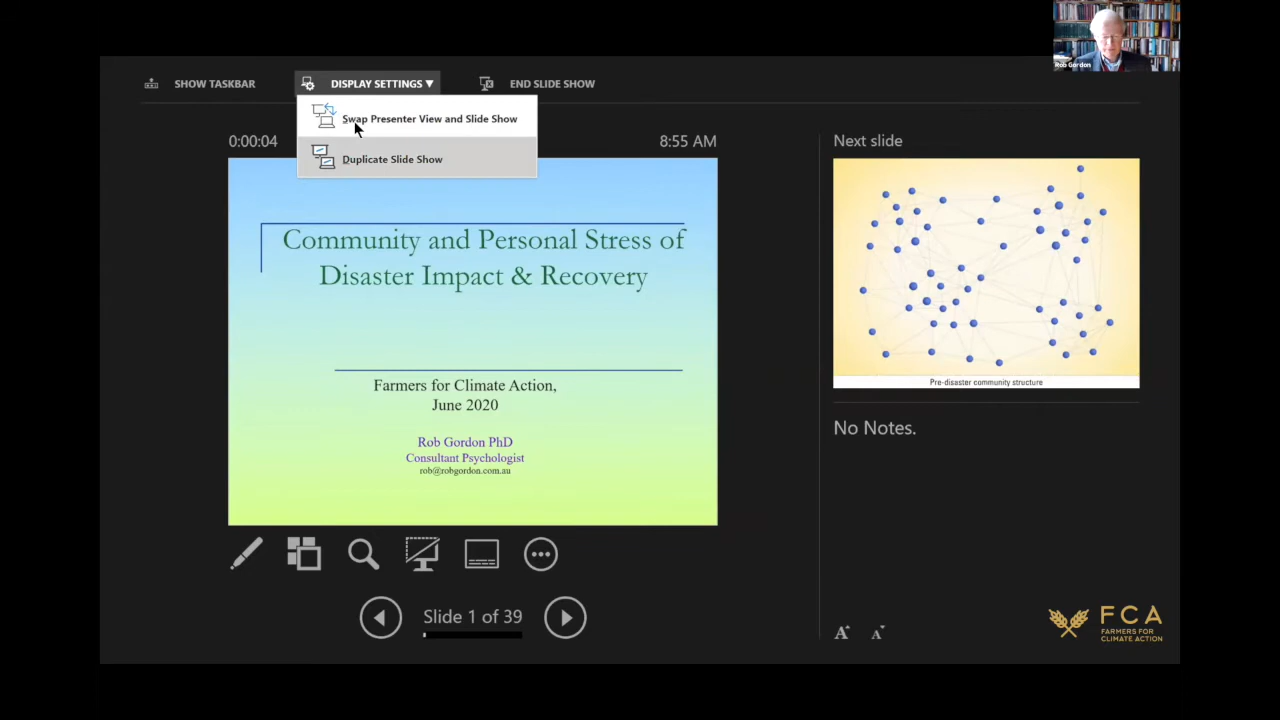 Rob Gordon
SHOW TASKBAR
DISPLAY SETTINGS ▼
END SLIDE SHOW
Swap Presenter View and Slide Show
Duplicate Slide Show
0:00:04
8:55 AM
Next slide
Community and Personal Stress of
Disaster Impact & Recovery
Farmers for Climate Action,
June 2020
Rob Gordon PhD
Consultant Psychologist
rob@robgordon.com.au
Pre-disaster community structure
No Notes.
Slide 1 of 39
A A
FCA
FARMERS FOR
CLIMATE ACTION